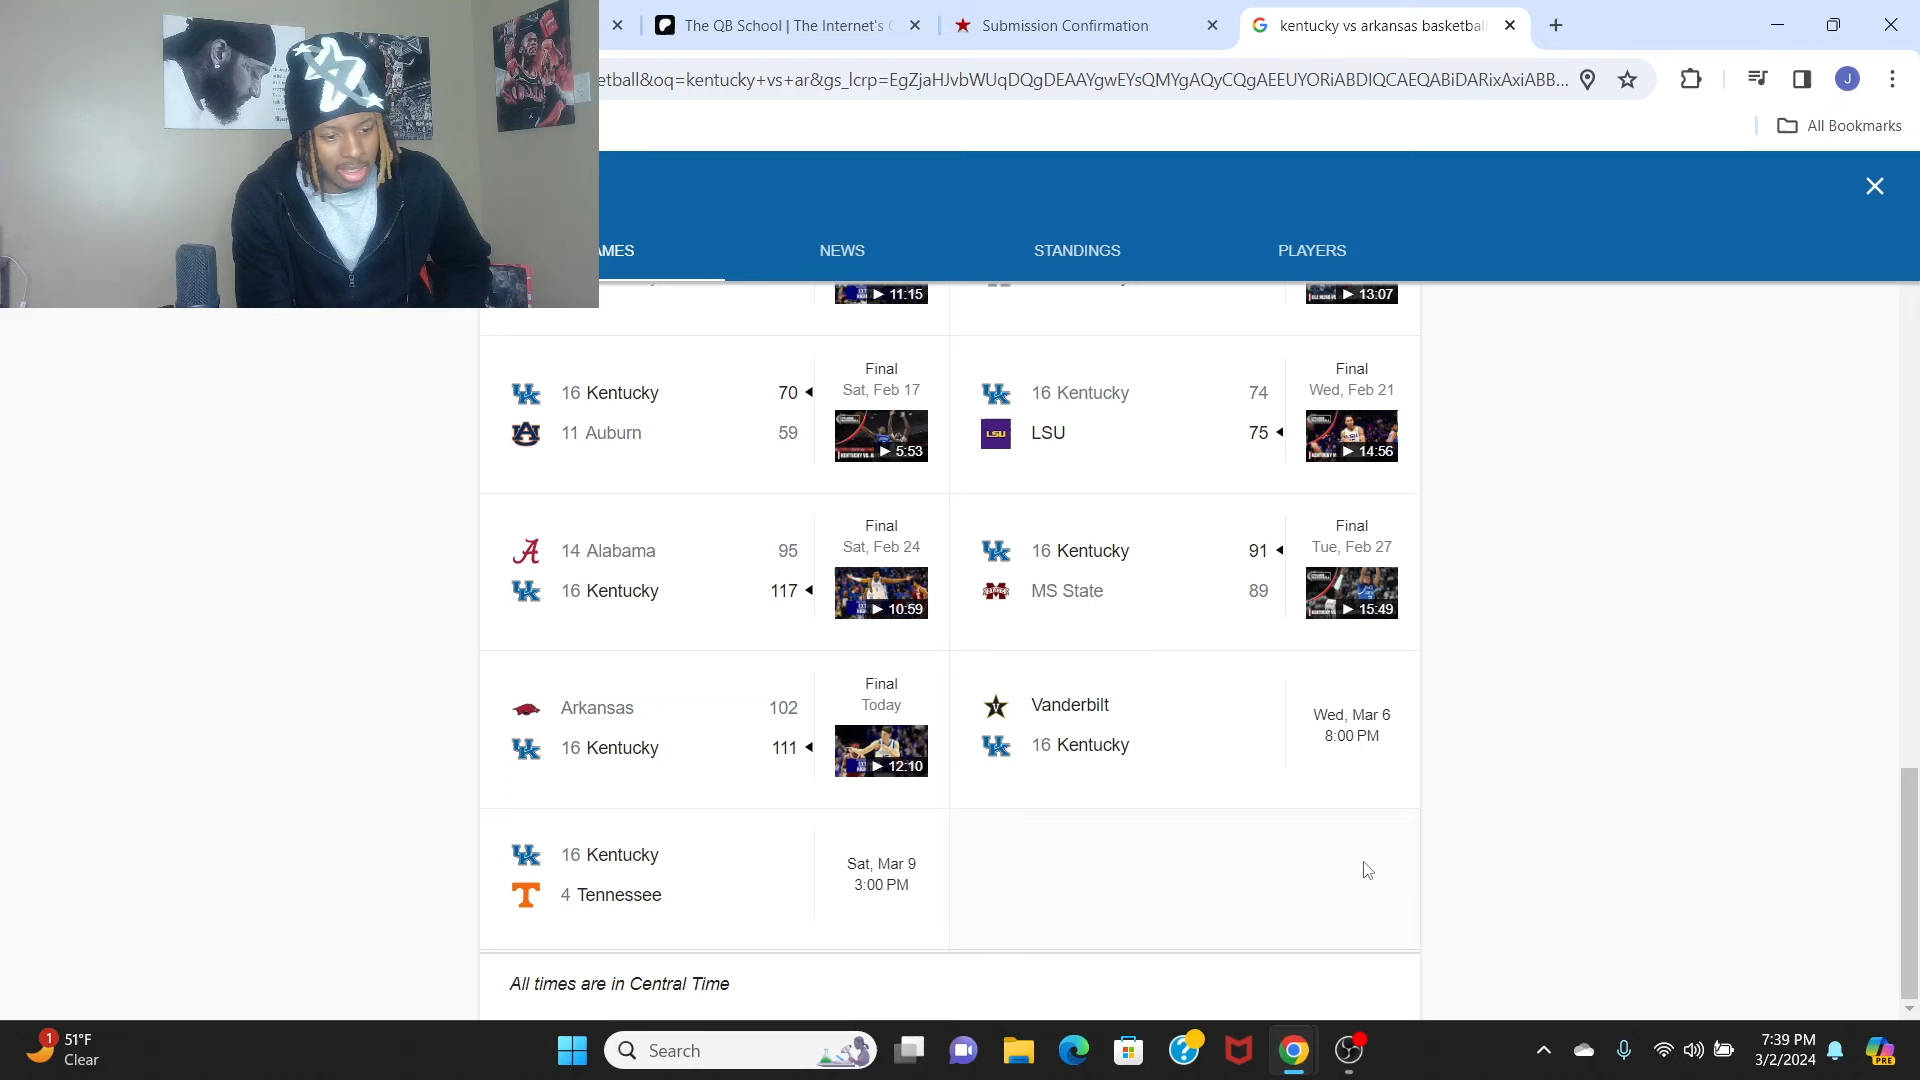 The QB School | The Internet's
Submission Confirmation
kentucky vs arkansas basketball
etball&oq=kentucky+vs+ar&gs_lcrp=EgZjaHJvbWUqDQgDEAAYgwEYsQMYgAQyCQgAEEUYORiABDIQCAEQABiDARixAxiABB...
J
All Bookmarks
AMES
NEWS
STANDINGS
PLAYERS
11:15
13:07
16 Kentucky 70
11 Auburn 59
Final
Sat, Feb 17
5:53
16 Kentucky 74
LSU
LSU 75
Final
Wed, Feb 21
14:56
14 Alabama 95
16 Kentucky 117
Final
Sat, Feb 24
10:59
16 Kentucky 91
MS State 89
Final
Tue, Feb 27
15:49
Arkansas 102
16 Kentucky 111
Final
Today
12:10
Vanderbilt
16 Kentucky
Wed, Mar 6
8:00 PM
16 Kentucky
4 Tennessee
Sat, Mar 9
3:00 PM
All times are in Central Time
1
51°F
Clear
Search
7:39 PM
3/2/2024
PRE